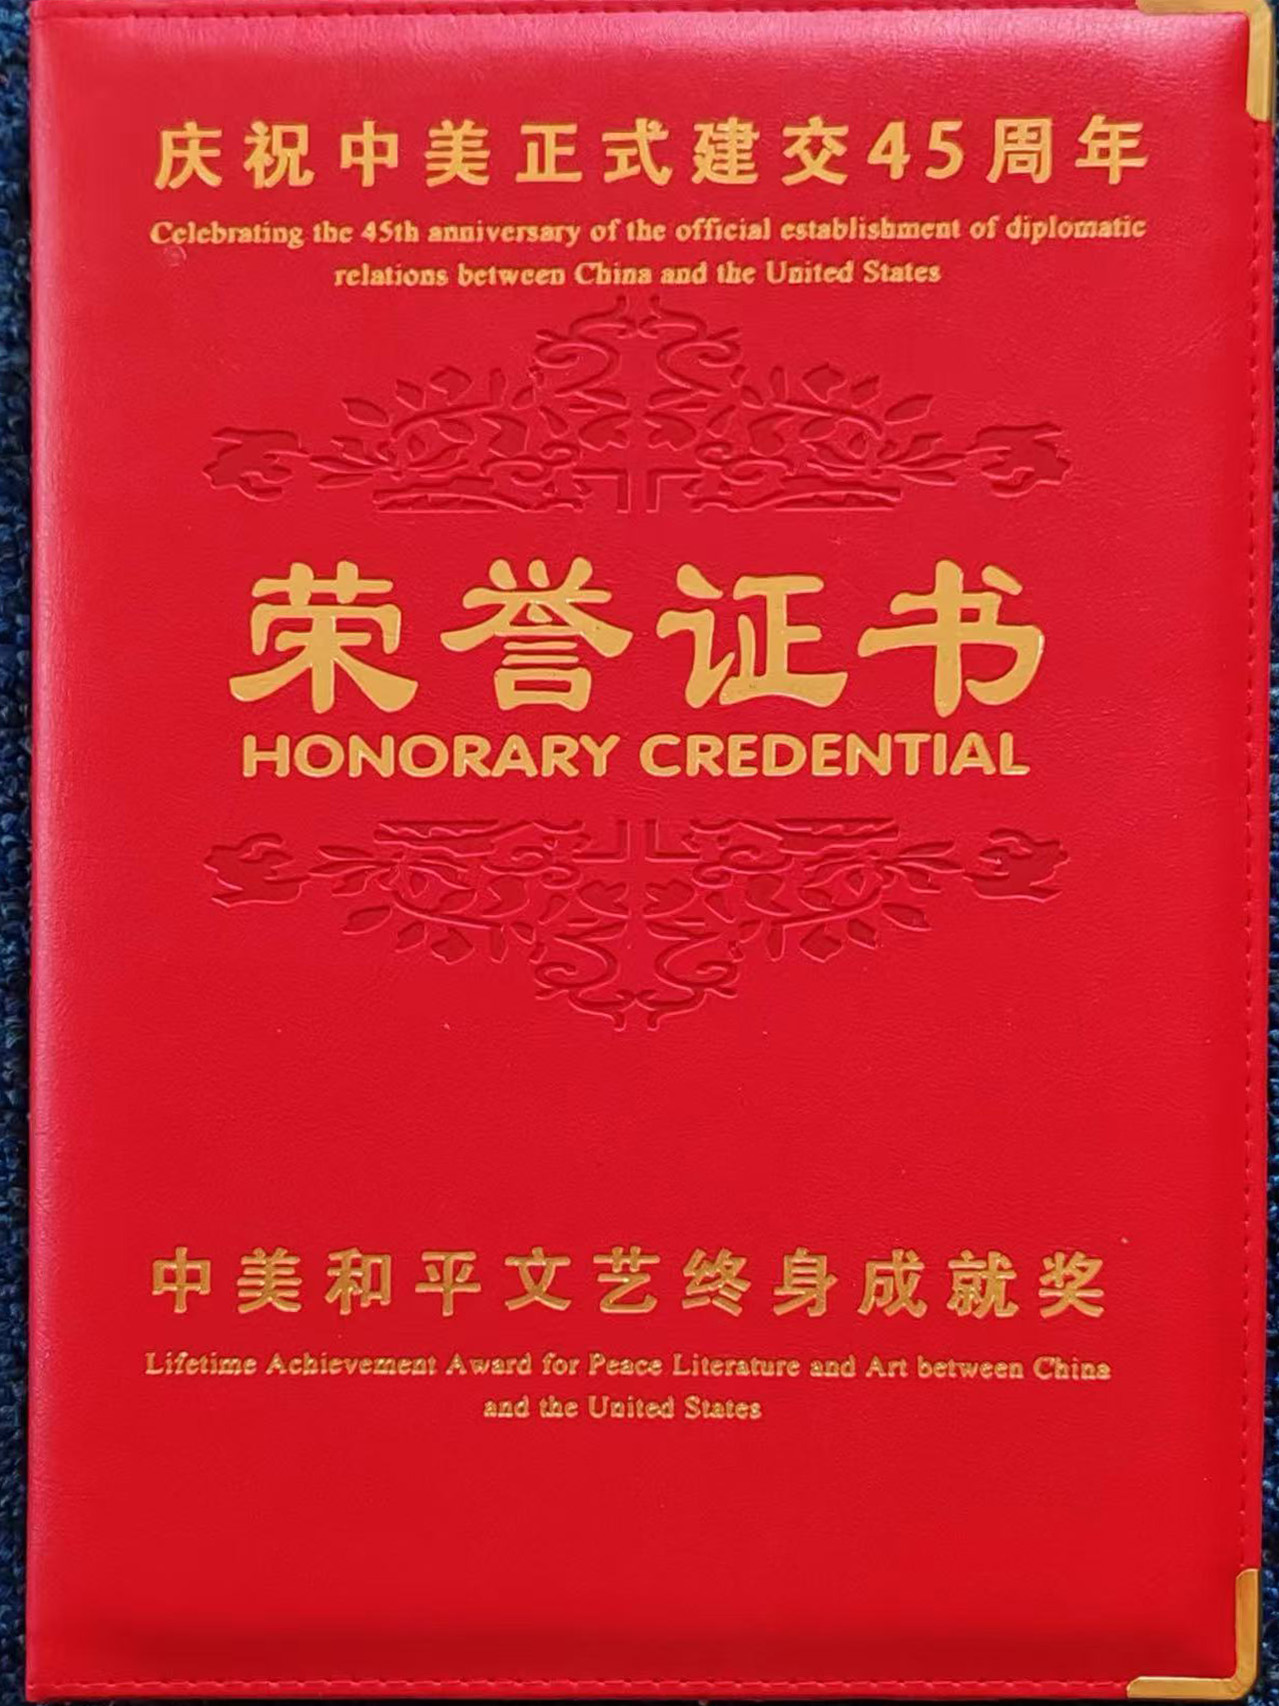 庆祝中美正式建交45周年
Celebrating the 45th anniversary of the official establishment of diplomatic
relations between China and the United States
荣誉证书
HONORARY CREDENTIAL
中美和平文艺终身成就奖
Lifetime Achievement Award for Peace Literature and Art between China
and the United States